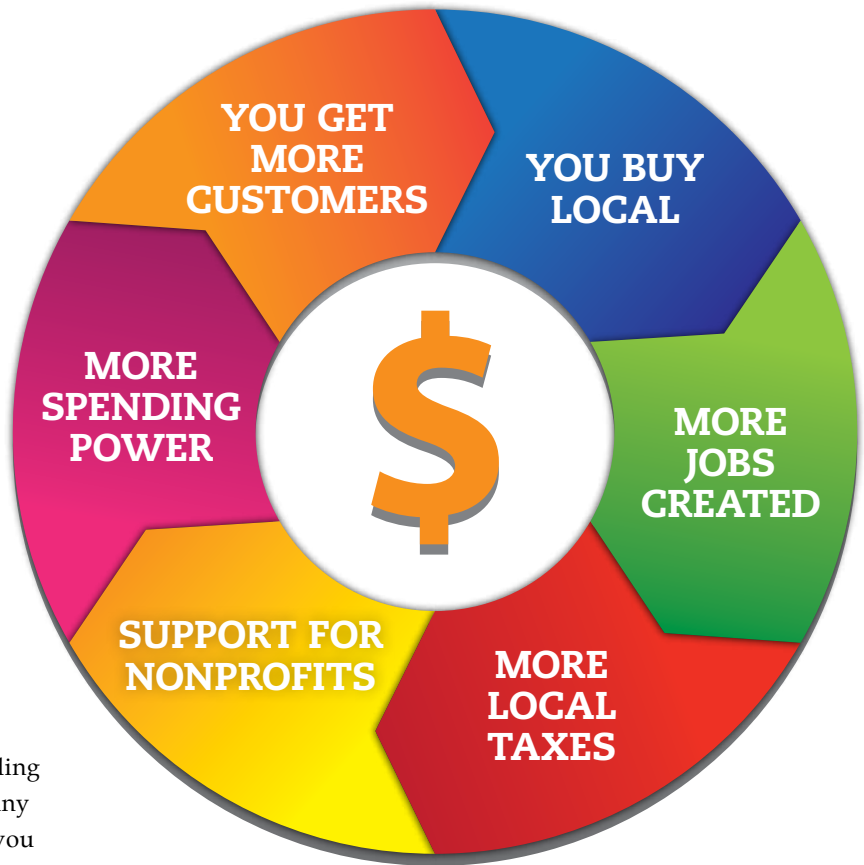 YOU GET
MORE
CUSTOMERS
YOU BUY
LOCAL
MORE
JOBS
CREATED
MORE
LOCAL
TAXES
SUPPORT FOR
NONPROFITS
MORE
SPENDING
POWER
$